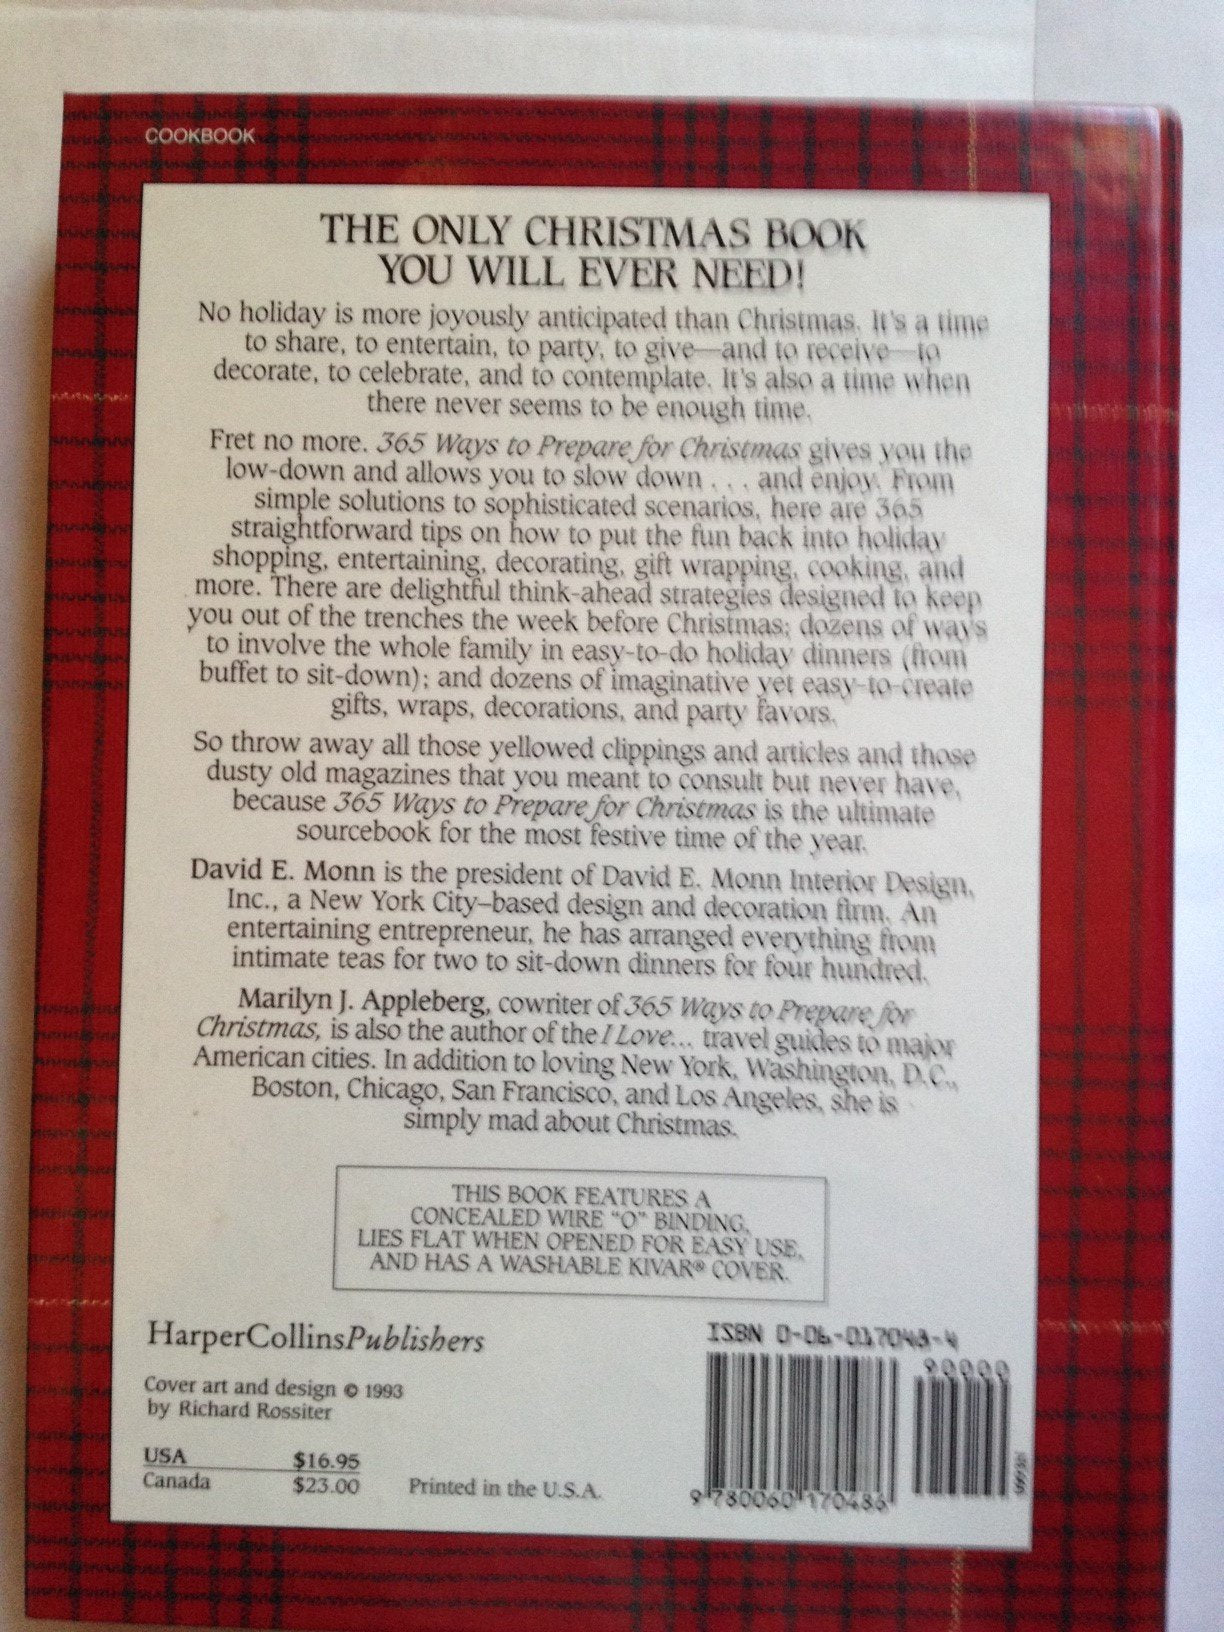 COOKBOOK
THE ONLY CHRISTMAS BOOK
YOU WILL EVER NEED!
No holiday is more joyously anticipated than Christmas. It's a time
to share, to entertain, to party, to give—and to receive—to
decorate, to celebrate, and to contemplate. It's also a time when
there never seems to be enough time.
Fret no more. 365 Ways to Prepare for Christmas gives you the
low-down and allows you to slow down . . . and enjoy. From
simple solutions to sophisticated scenarios, here are 365
straightforward tips on how to put the fun back into holiday
shopping, entertaining, decorating, gift wrapping, cooking, and
more. There are delightful think-ahead strategies designed to keep
you out of the trenches the week before Christmas; dozens of ways
to involve the whole family in easy-to-do holiday dinners (from
buffet to sit-down); and dozens of imaginative yet easy-to-create
gifts, wraps, decorations, and party favors.
So throw away all those yellowed clippings and articles and those
dusty old magazines that you meant to consult but never have,
because 365 Ways to Prepare for Christmas is the ultimate
sourcebook for the most festive time of the year.
David E. Monn is the president of David E. Monn Interior Design,
Inc., a New York City–based design and decoration firm. An
entertaining entrepreneur, he has arranged everything from
intimate teas for two to sit-down dinners for four hundred.
Marilyn J. Appleberg, cowriter of 365 Ways to Prepare for
Christmas, is also the author of the I Love... travel guides to major
American cities. In addition to loving New York, Washington, D.C.,
Boston, Chicago, San Francisco, and Los Angeles, she is
simply mad about Christmas.
THIS BOOK FEATURES A
CONCEALED WIRE "O" BINDING,
LIES FLAT WHEN OPENED FOR EASY USE,
AND HAS A WASHABLE KIVAR® COVER.
HarperCollinsPublishers
Cover art and design © 1993
by Richard Rossiter
USA $16.95
Canada $23.00
Printed in the U.S.A.
ISBN 0-06-017048-4
90000
9 780060 170486